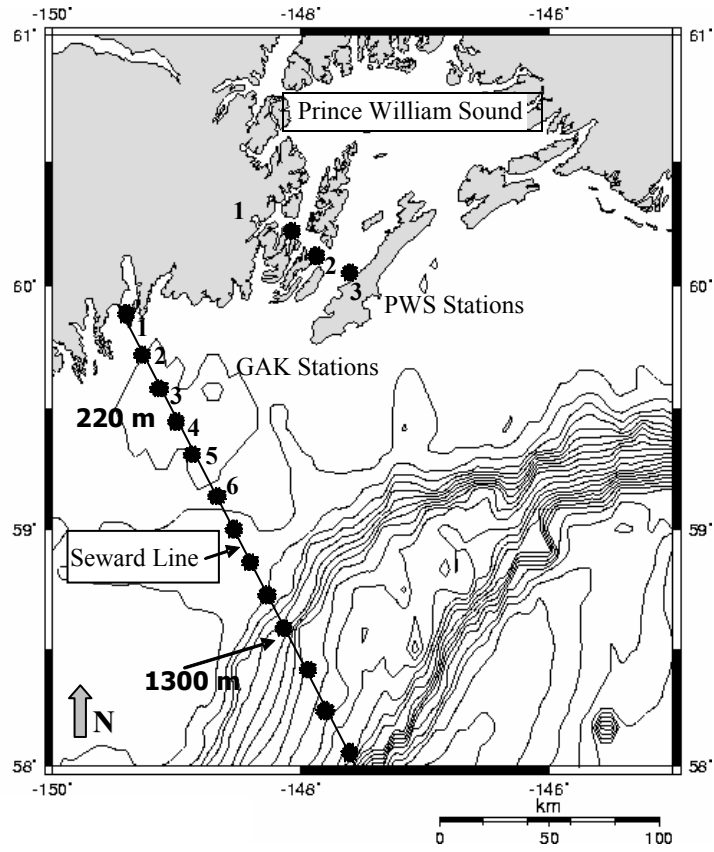 -150 -148 -146
61° 61°
Prince William Sound
1
2
3
60° 60°
PWS Stations
1
2
GAK Stations
3
220 m
4
5
6
59° 59°
Seward Line
1300 m
N
58° 58°
-150 -148 -146
km
0 50 100